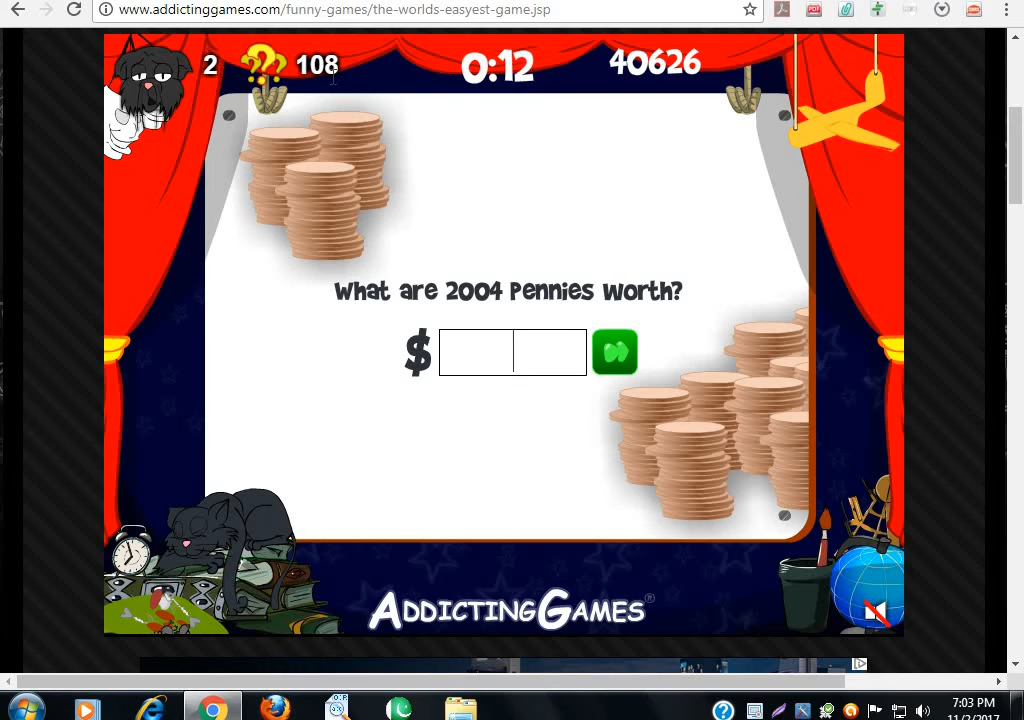 www.addictinggames.com/funny-games/the-worlds-easyest-game.jsp
2 ??? 108 0:12 40626
What are 2004 Pennies Worth?
$
ADDICTINGGAMES®
7:03 PM